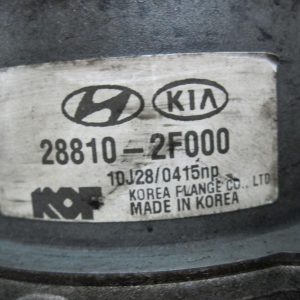 KIA
28810-2F000
10J28/0415np
KOF KOREA FLANGE CO., LTD
MADE IN KOREA